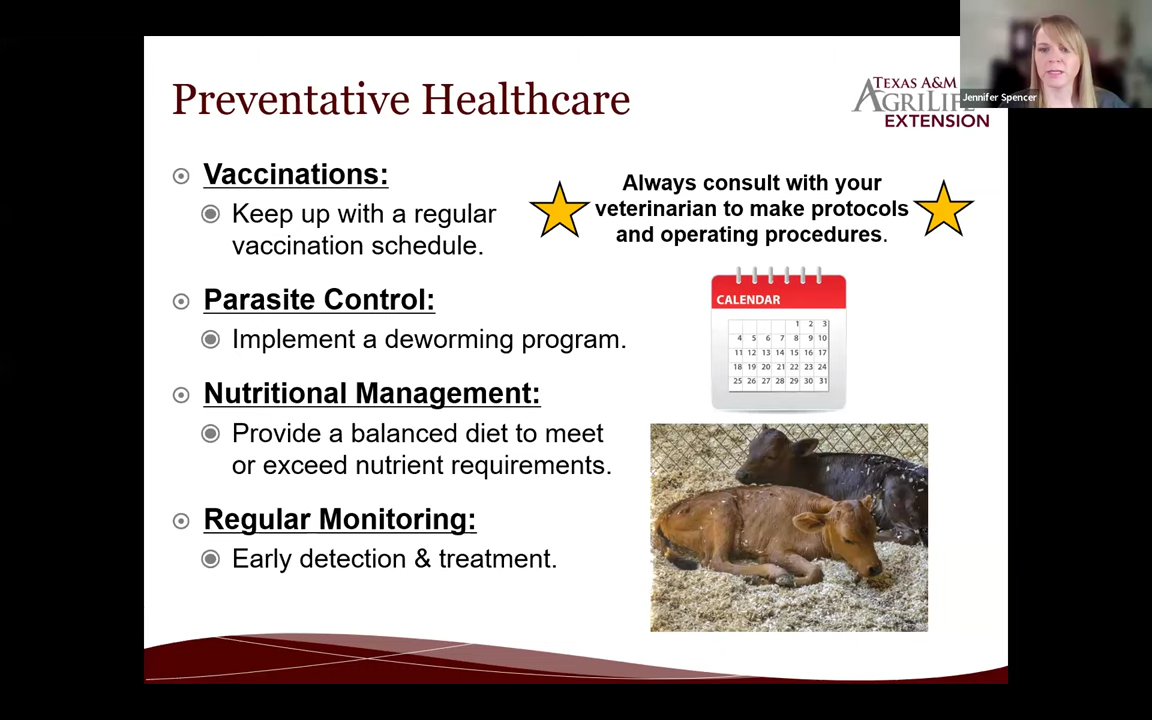 Preventative Healthcare
TEXAS A&M
AGRILIFE
EXTENSION
Jennifer Spencer
Vaccinations:
Keep up with a regular
vaccination schedule.
Always consult with your
veterinarian to make protocols
and operating procedures.
Parasite Control:
Implement a deworming program.
Nutritional Management:
Provide a balanced diet to meet
or exceed nutrient requirements.
Regular Monitoring:
Early detection & treatment.
CALENDAR
1 2 3
4 5 6 7 8 9 10
11 12 13 14 15 16 17
18 19 20 21 22 23 24
25 26 27 28 29 30 31